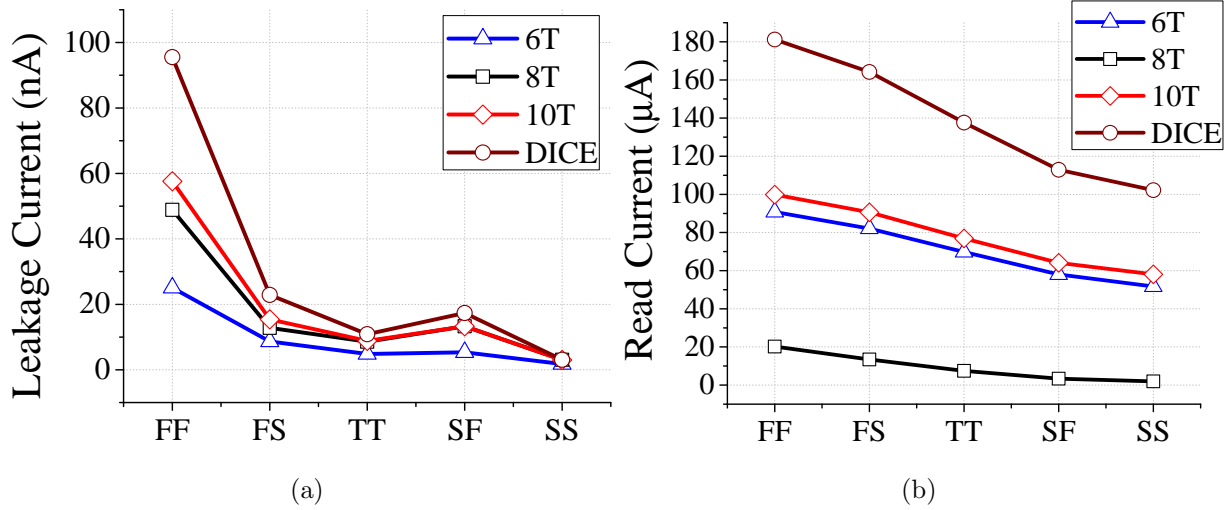 Leakage Current (nA)
100
80
60
40
20
0
FF FS TT SF SS
6T
8T
10T
DICE
(a)
Read Current (μA)
180
160
140
120
100
80
60
40
20
0
FF FS TT SF SS
6T
8T
10T
DICE
(b)